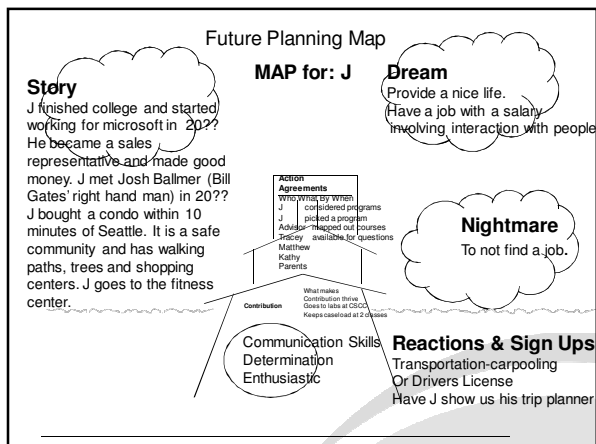 Future Planning Map
MAP for: J
Story
J finished college and started
working for microsoft in 20??
He became a sales
representative and made good
money. J met Josh Ballmer (Bill
Gates' right hand man) in 20??
J bought a condo within 10
minutes of Seattle. It is a safe
community and has walking
paths, trees and shopping
centers. J goes to the fitness
center.
Dream
Provide a nice life.
Have a job with a salary
involving interaction with people
Action
Agreements
Who What By When
J considered programs
J picked a program
Advisor mapped out courses
Tracey available for questions
Matthew
Kathy
Parents
Nightmare
To not find a job.
What makes
Contribution thrive
Contribution Goes to labs at CSCC
Keeps caseload at 2 classes
Communication Skills
Determination
Enthusiastic
Reactions & Sign Ups
Transportation-carpooling
Or Drivers License
Have J show us his trip planner